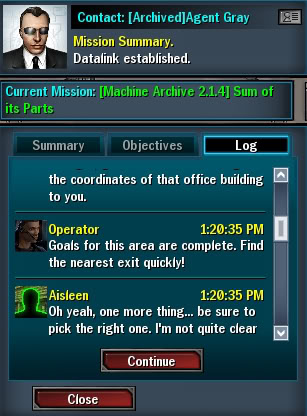 Contact: [Archived]Agent Gray
Mission Summary.
Datalink established.
Current Mission: [Machine Archive 2.1.4] Sum of
its Parts
Summary
Objectives
Log
the coordinates of that office building
to you.
Operator 1:20:35 PM
Goals for this area are complete. Find
the nearest exit quickly!
Aisleen 1:20:35 PM
Oh yeah, one more thing... be sure to
pick the right one. I'm not quite clear
Continue
Close